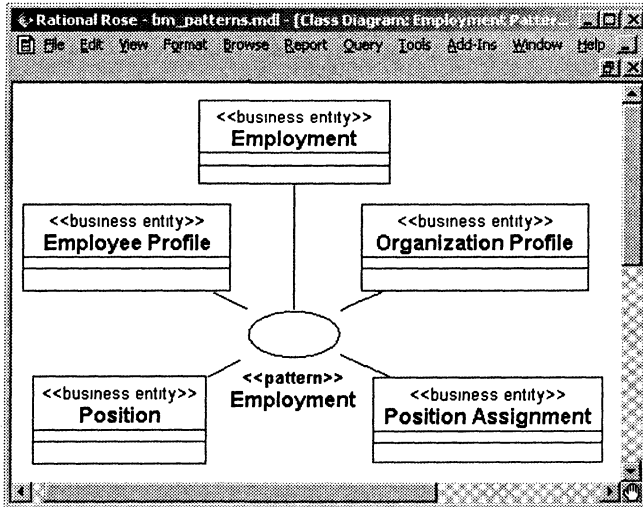 Rational Rose - bm_patterns.mdl - [Class Diagram: Employment Patter...
File Edit View Format Browse Report Query Tools Add-Ins Window Help
<<business entity>>
Employment
<<business entity>>
Employee Profile
<<business entity>>
Organization Profile
<<pattern>>
Employment
<<business entity>>
Position
<<business entity>>
Position Assignment